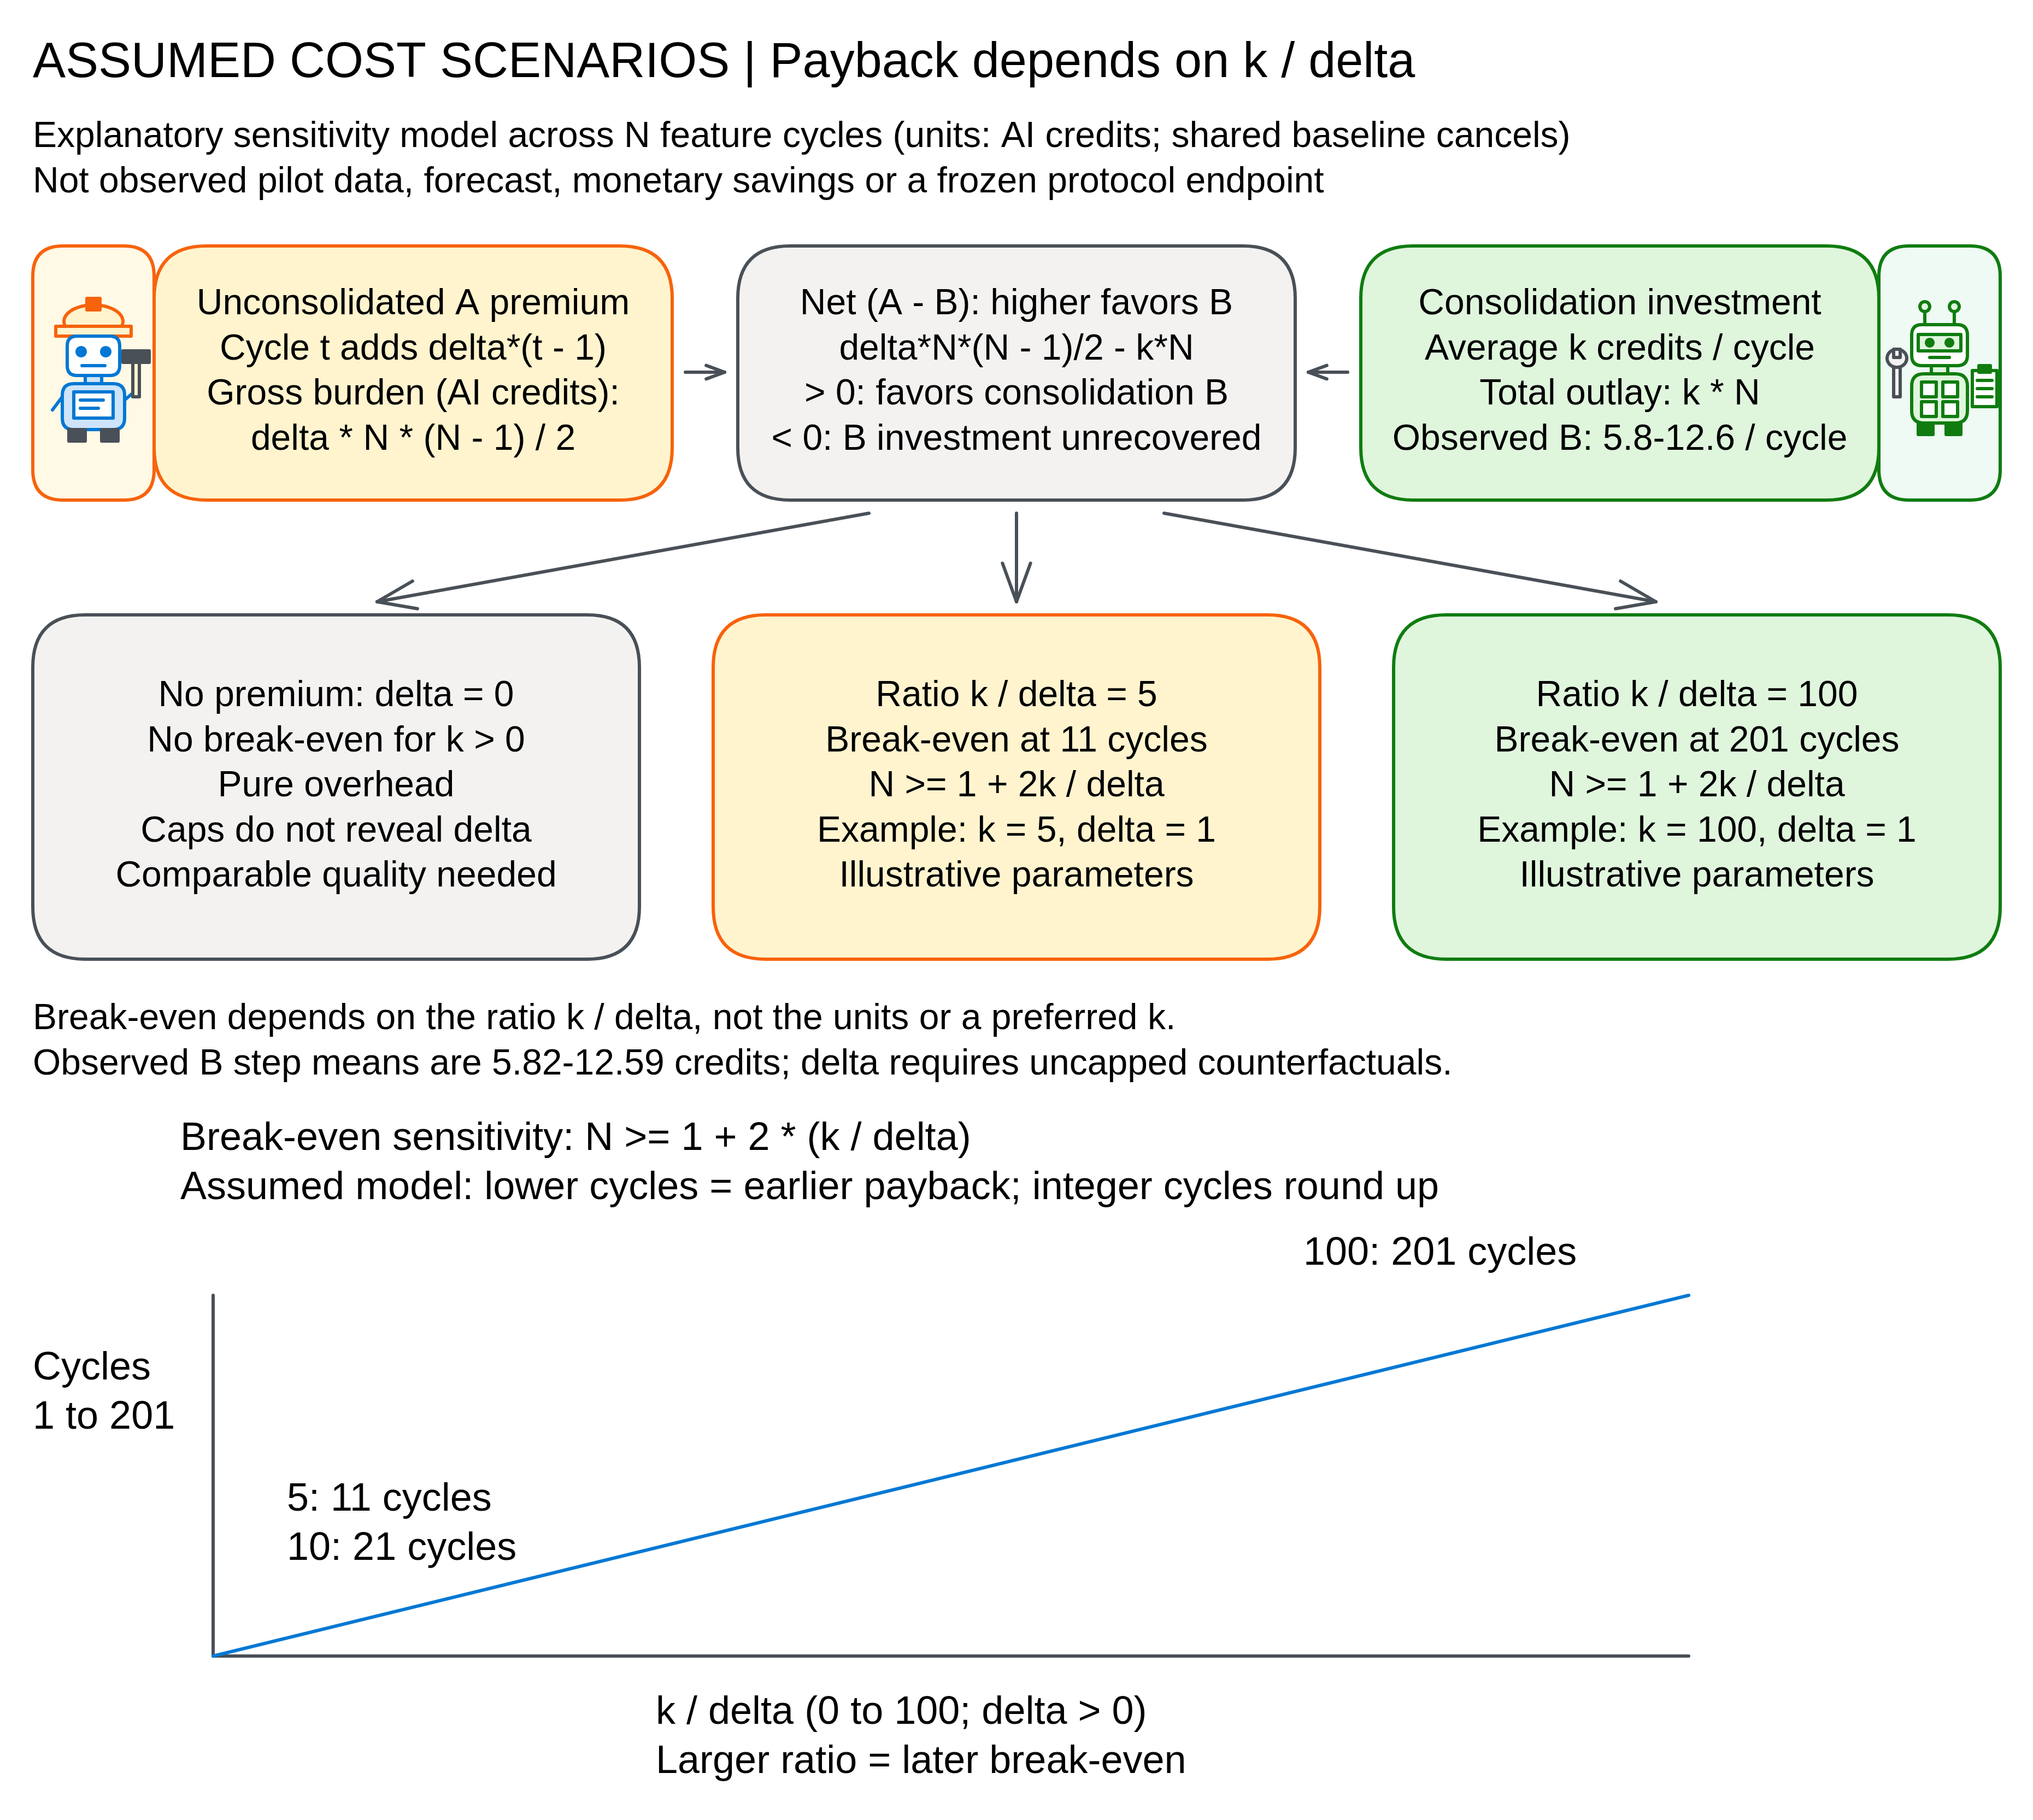 ASSUMED COST SCENARIOS | Payback depends on k / delta
Explanatory sensitivity model across N feature cycles (units: AI credits; shared baseline cancels)
Not observed pilot data, forecast, monetary savings or a frozen protocol endpoint
Unconsolidated A premium
Cycle t adds delta*(t - 1)
Gross burden (AI credits):
delta * N * (N - 1) / 2
Net (A - B): higher favors B
delta*N*(N - 1)/2 - k*N
> 0: favors consolidation B
< 0: B investment unrecovered
Consolidation investment
Average k credits / cycle
Total outlay: k * N
Observed B: 5.8-12.6 / cycle
No premium: delta = 0
No break-even for k > 0
Pure overhead
Caps do not reveal delta
Comparable quality needed
Ratio k / delta = 5
Break-even at 11 cycles
N >= 1 + 2k / delta
Example: k = 5, delta = 1
Illustrative parameters
Ratio k / delta = 100
Break-even at 201 cycles
N >= 1 + 2k / delta
Example: k = 100, delta = 1
Illustrative parameters
Break-even depends on the ratio k / delta, not the units or a preferred k.
Observed B step means are 5.82-12.59 credits; delta requires uncapped counterfactuals.
Break-even sensitivity: N >= 1 + 2 * (k / delta)
Assumed model: lower cycles = earlier payback; integer cycles round up
100: 201 cycles
Cycles
1 to 201
5: 11 cycles
10: 21 cycles
k / delta (0 to 100; delta > 0)
Larger ratio = later break-even